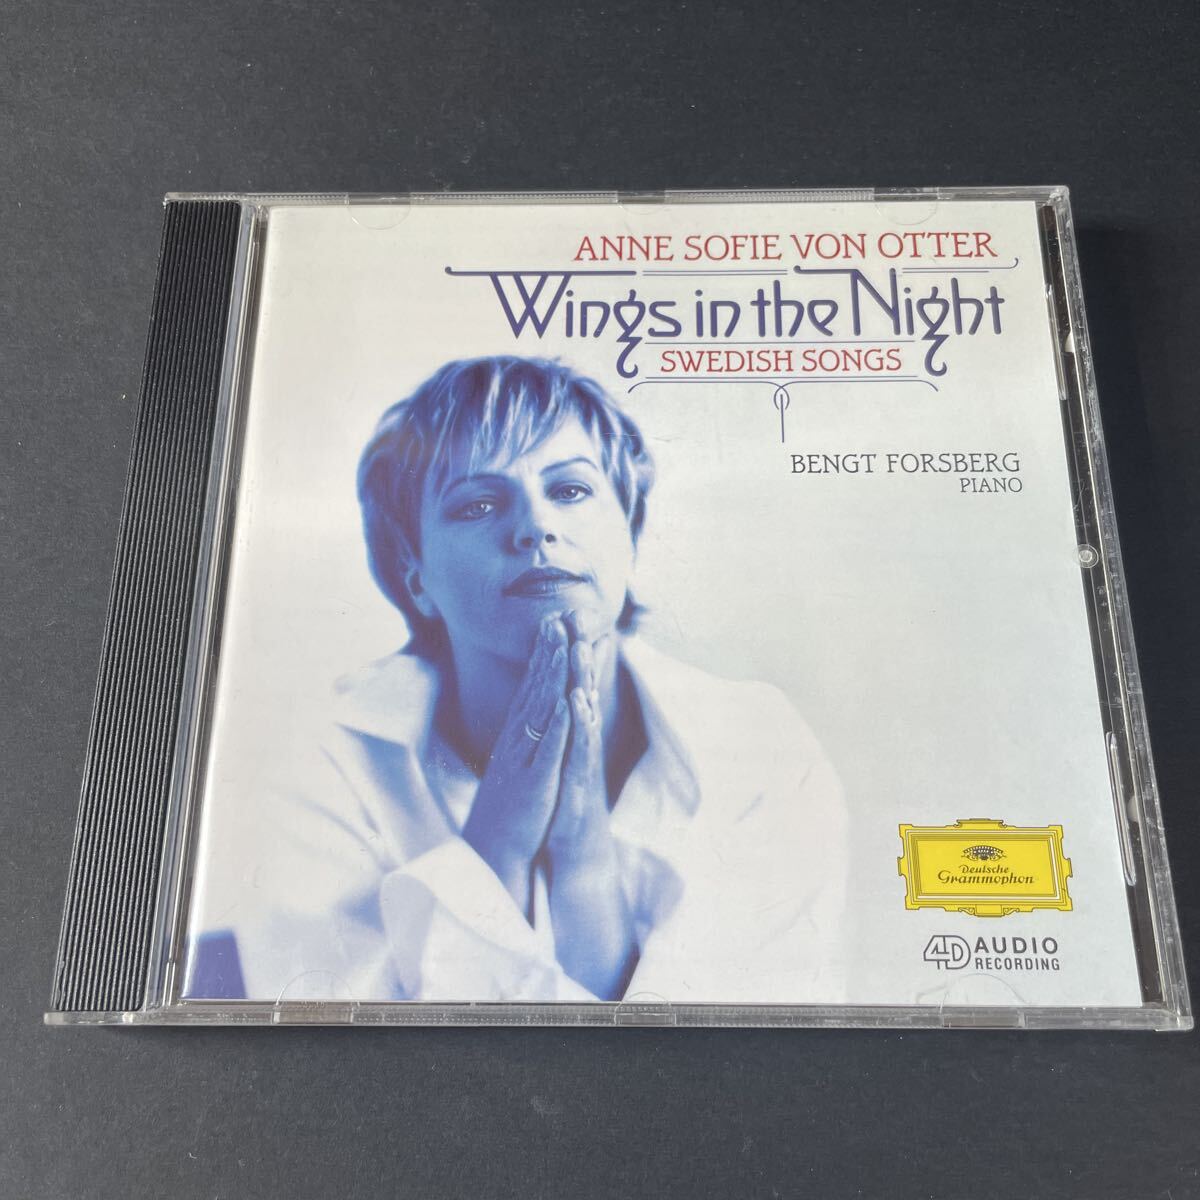 ANNE SOFIE VON OTTER
Wings in the Night
SWEDISH SONGS
BENGT FORSBERG
PIANO
Deutsche
Grammophon
4D AUDIO
RECORDING